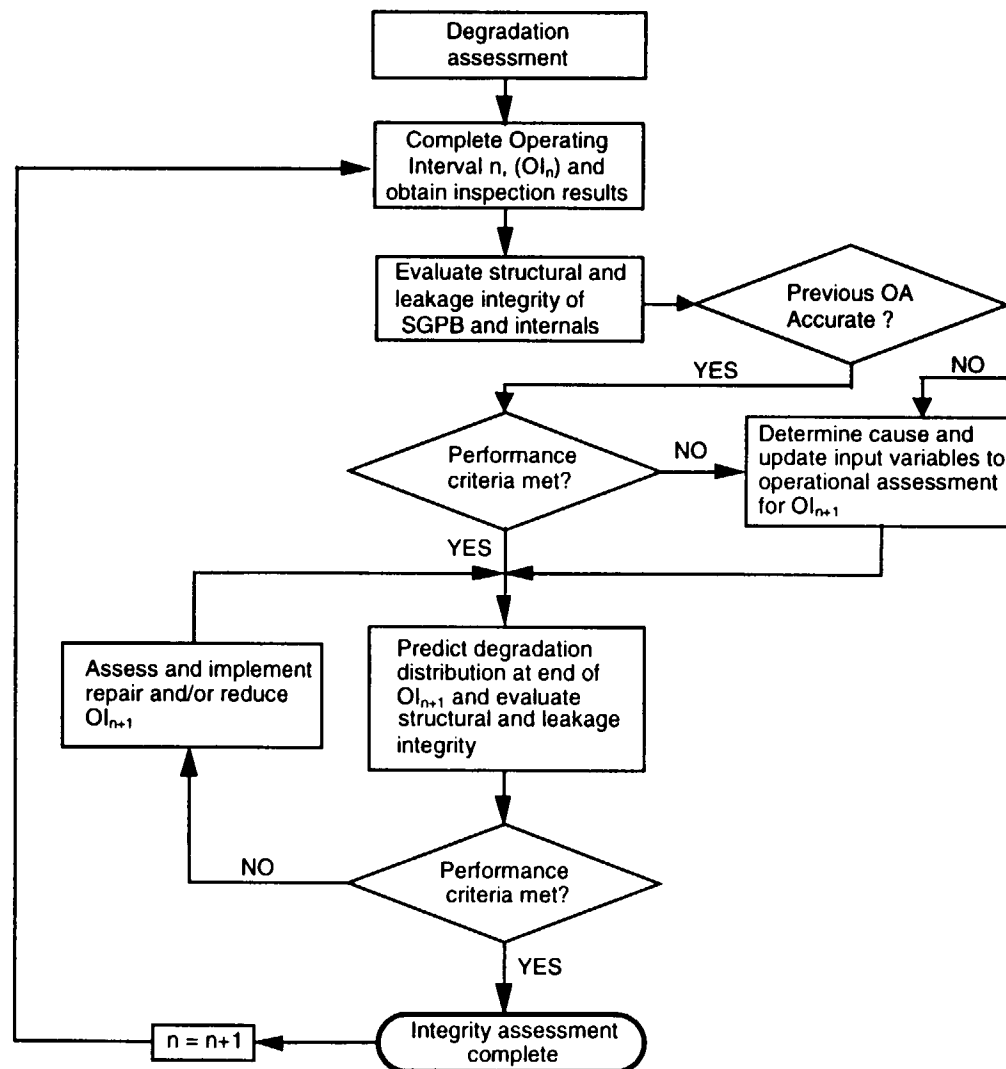 Degradation
assessment
Complete Operating
Interval n, (OIₙ) and
obtain inspection results
Evaluate structural and
leakage integrity of
SGPB and internals
Previous OA
Accurate ?
YES
NO
Performance
criteria met?
NO
Determine cause and
update input variables to
operational assessment
for OIₙ₊₁
YES
Assess and implement
repair and/or reduce
OIₙ₊₁
Predict degradation
distribution at end of
OIₙ₊₁ and evaluate
structural and leakage
integrity
NO
Performance
criteria met?
YES
n = n+1
Integrity assessment
complete